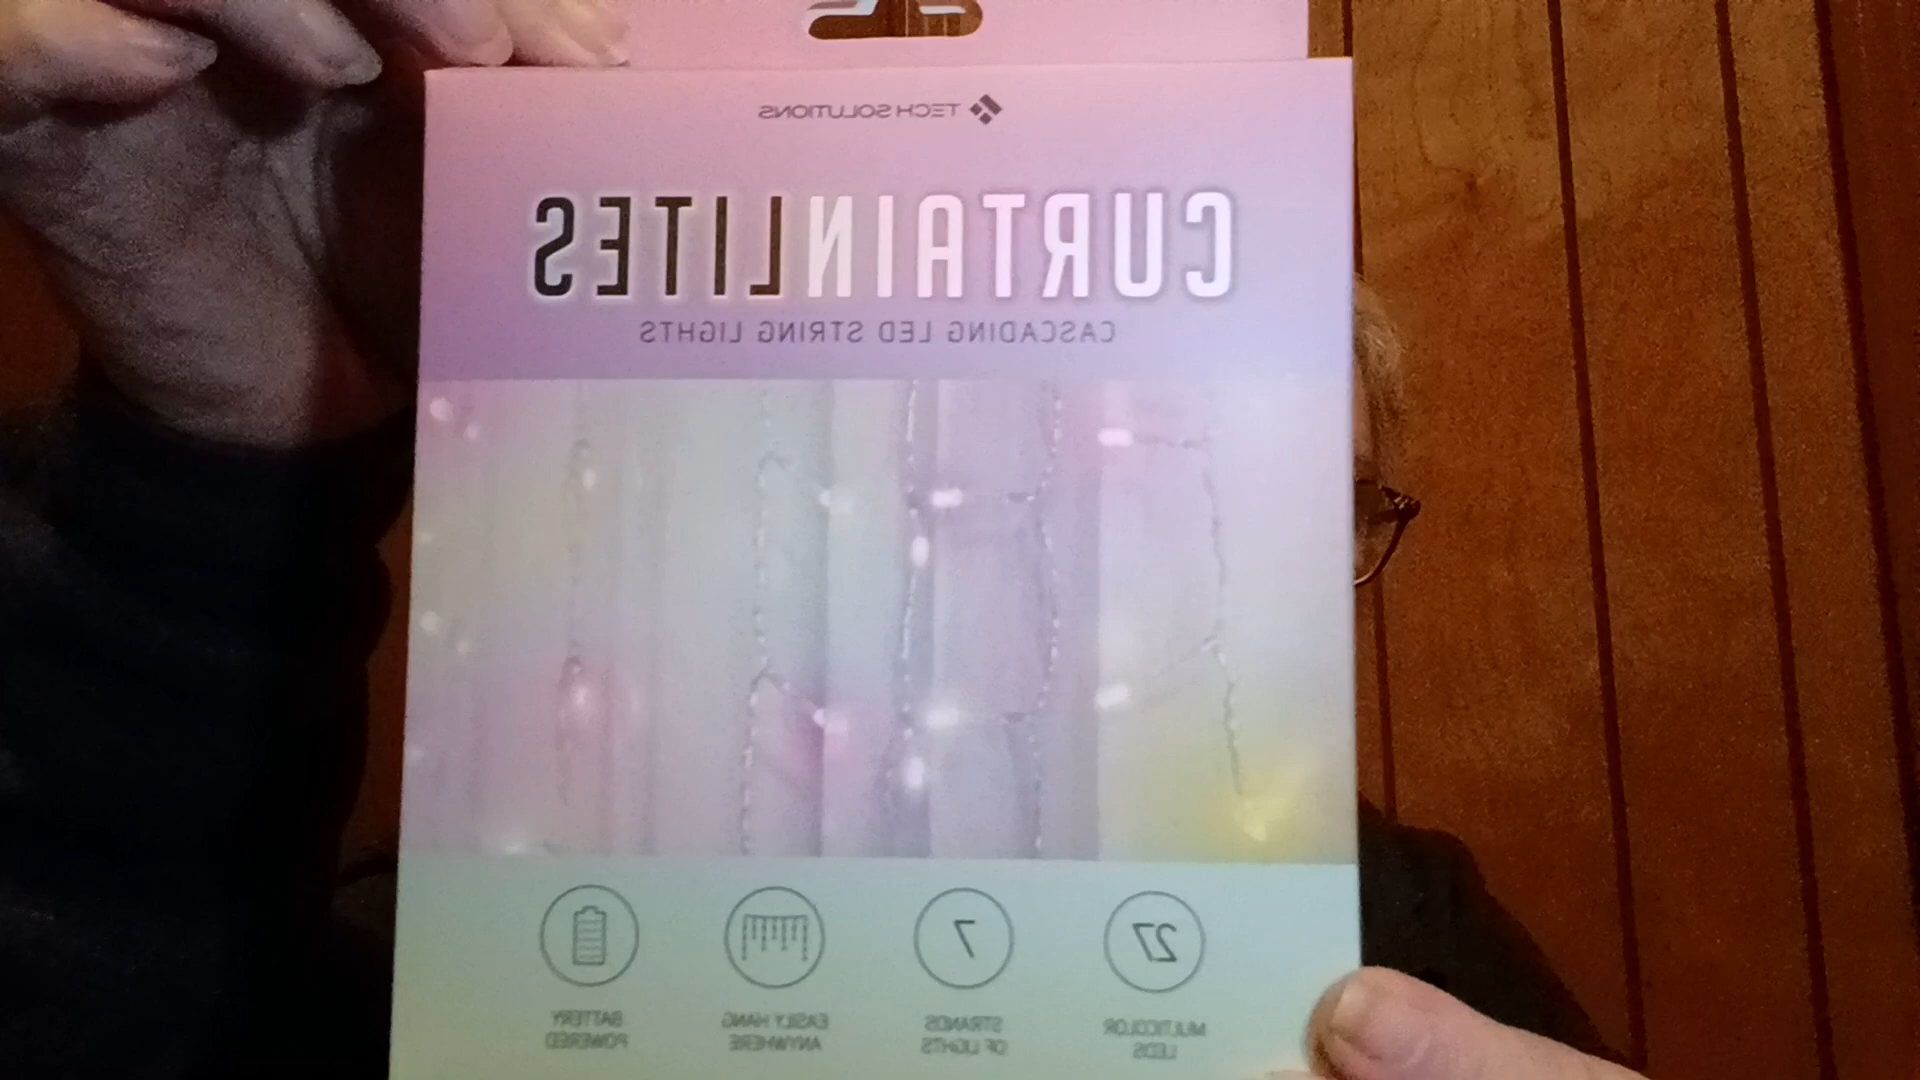 TECH SOLUTIONS
CURTAINLITES
CASCADING LED STRING LIGHTS
27
MULTICOLOR
LEDS
7
STRANDS
OF LIGHTS
EASILY HANG
ANYWHERE
BATTERY
POWERED